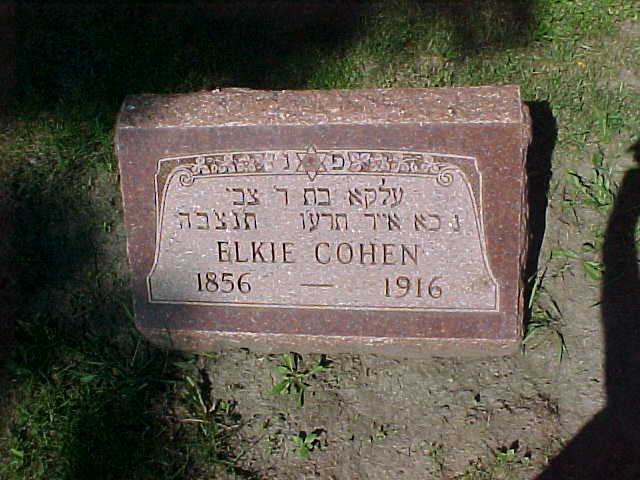 פ נ
עלקא בת ר צבי
נ כא איר תרעו תנצבה
ELKIE COHEN
1856 — 1916